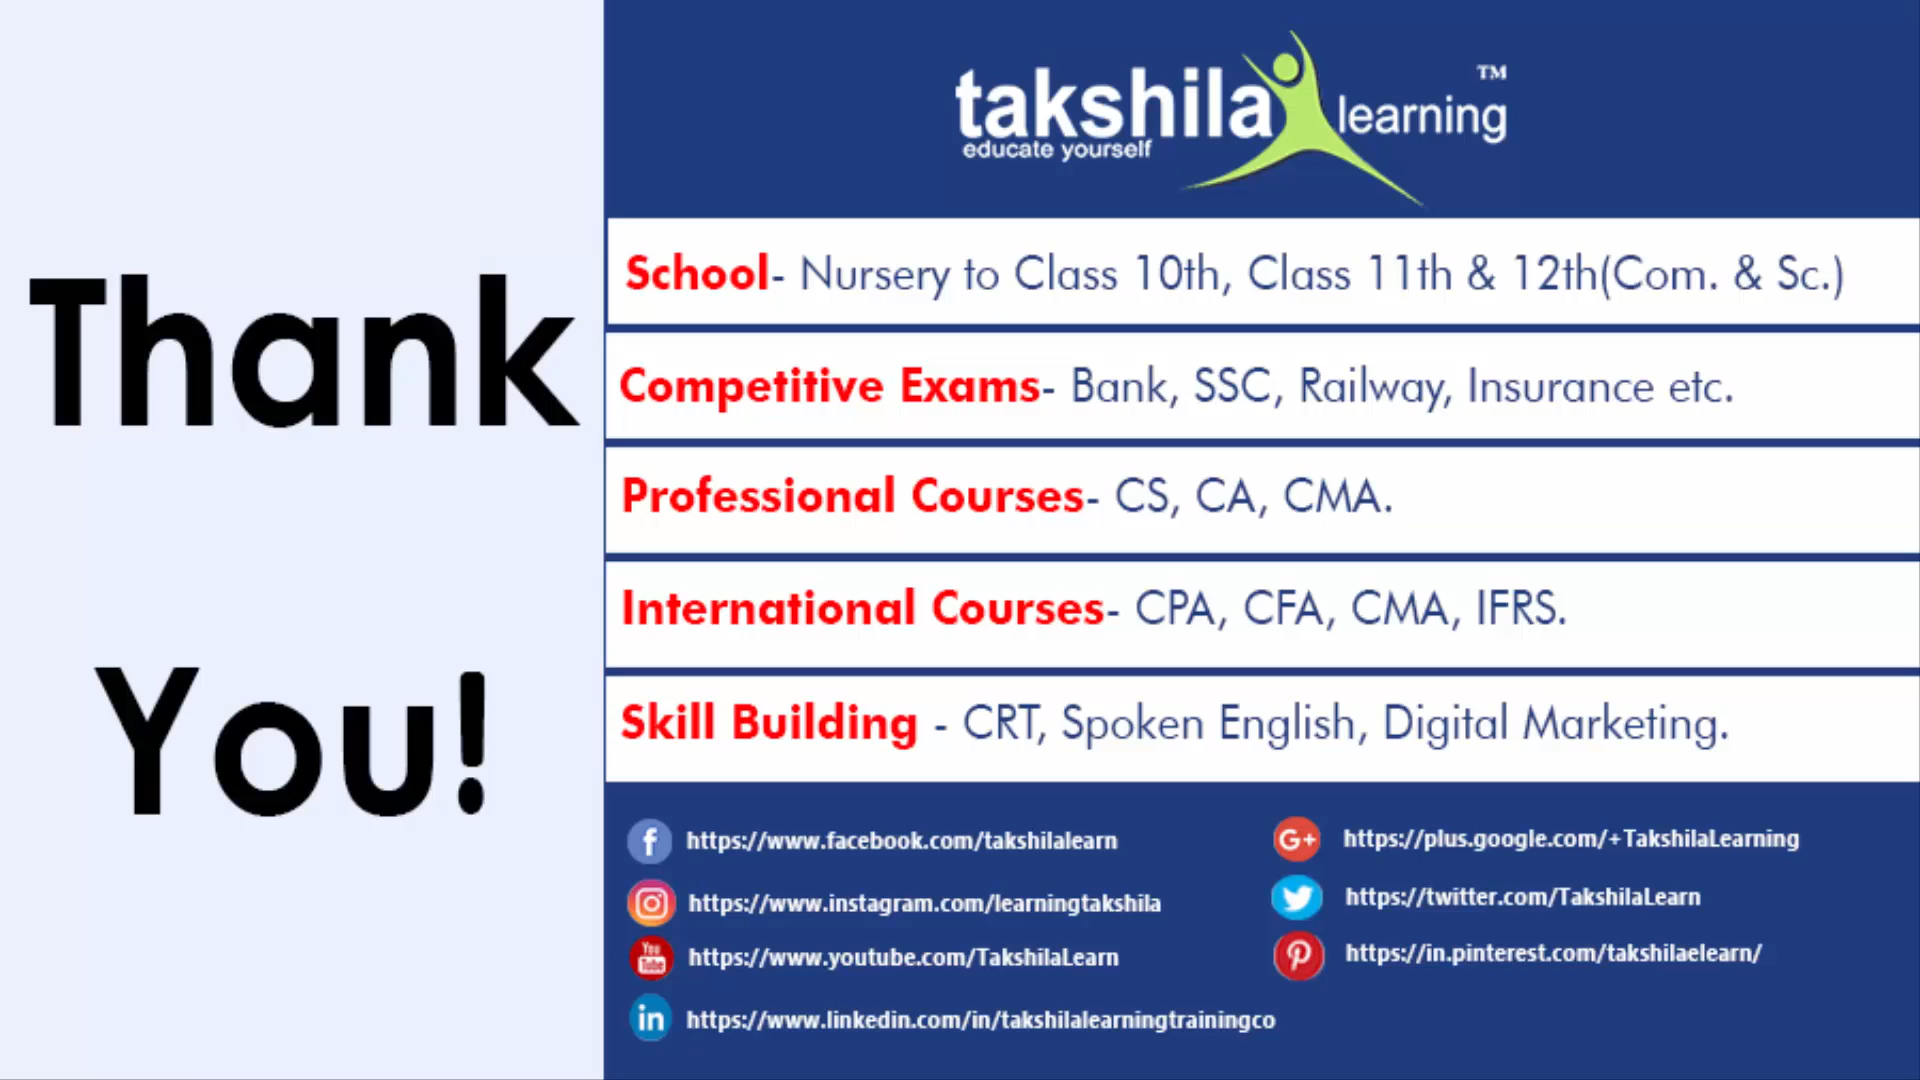 Thank
You!
takshila learning ™
educate yourself
School- Nursery to Class 10th, Class 11th & 12th(Com. & Sc.)
Competitive Exams- Bank, SSC, Railway, Insurance etc.
Professional Courses- CS, CA, CMA.
International Courses- CPA, CFA, CMA, IFRS.
Skill Building - CRT, Spoken English, Digital Marketing.
f https://www.facebook.com/takshilalearn
https://www.instagram.com/learningtakshila
You Tube https://www.youtube.com/TakshilaLearn
in https://www.linkedin.com/in/takshilalearningtrainingco
G+ https://plus.google.com/+TakshilaLearning
https://twitter.com/TakshilaLearn
https://in.pinterest.com/takshilaelearn/